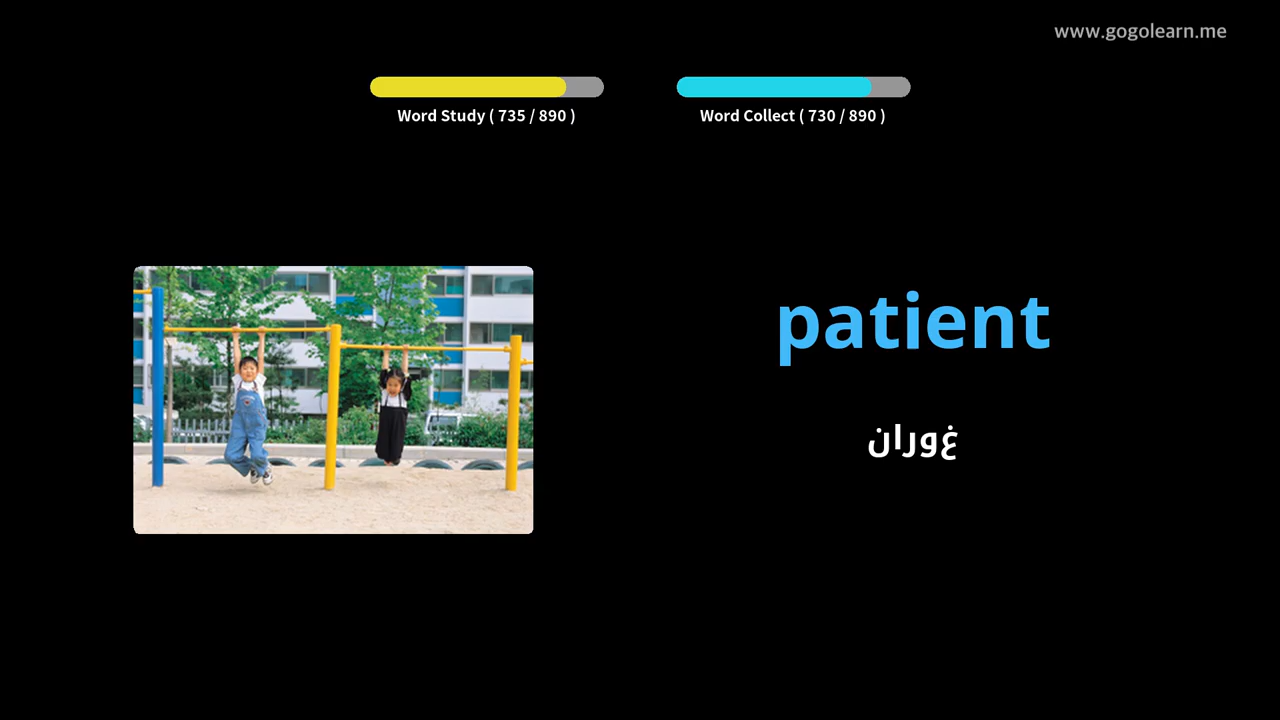 www.gogolearn.me
Word Study ( 735 / 890 )
Word Collect ( 730 / 890 )
patient
غوران